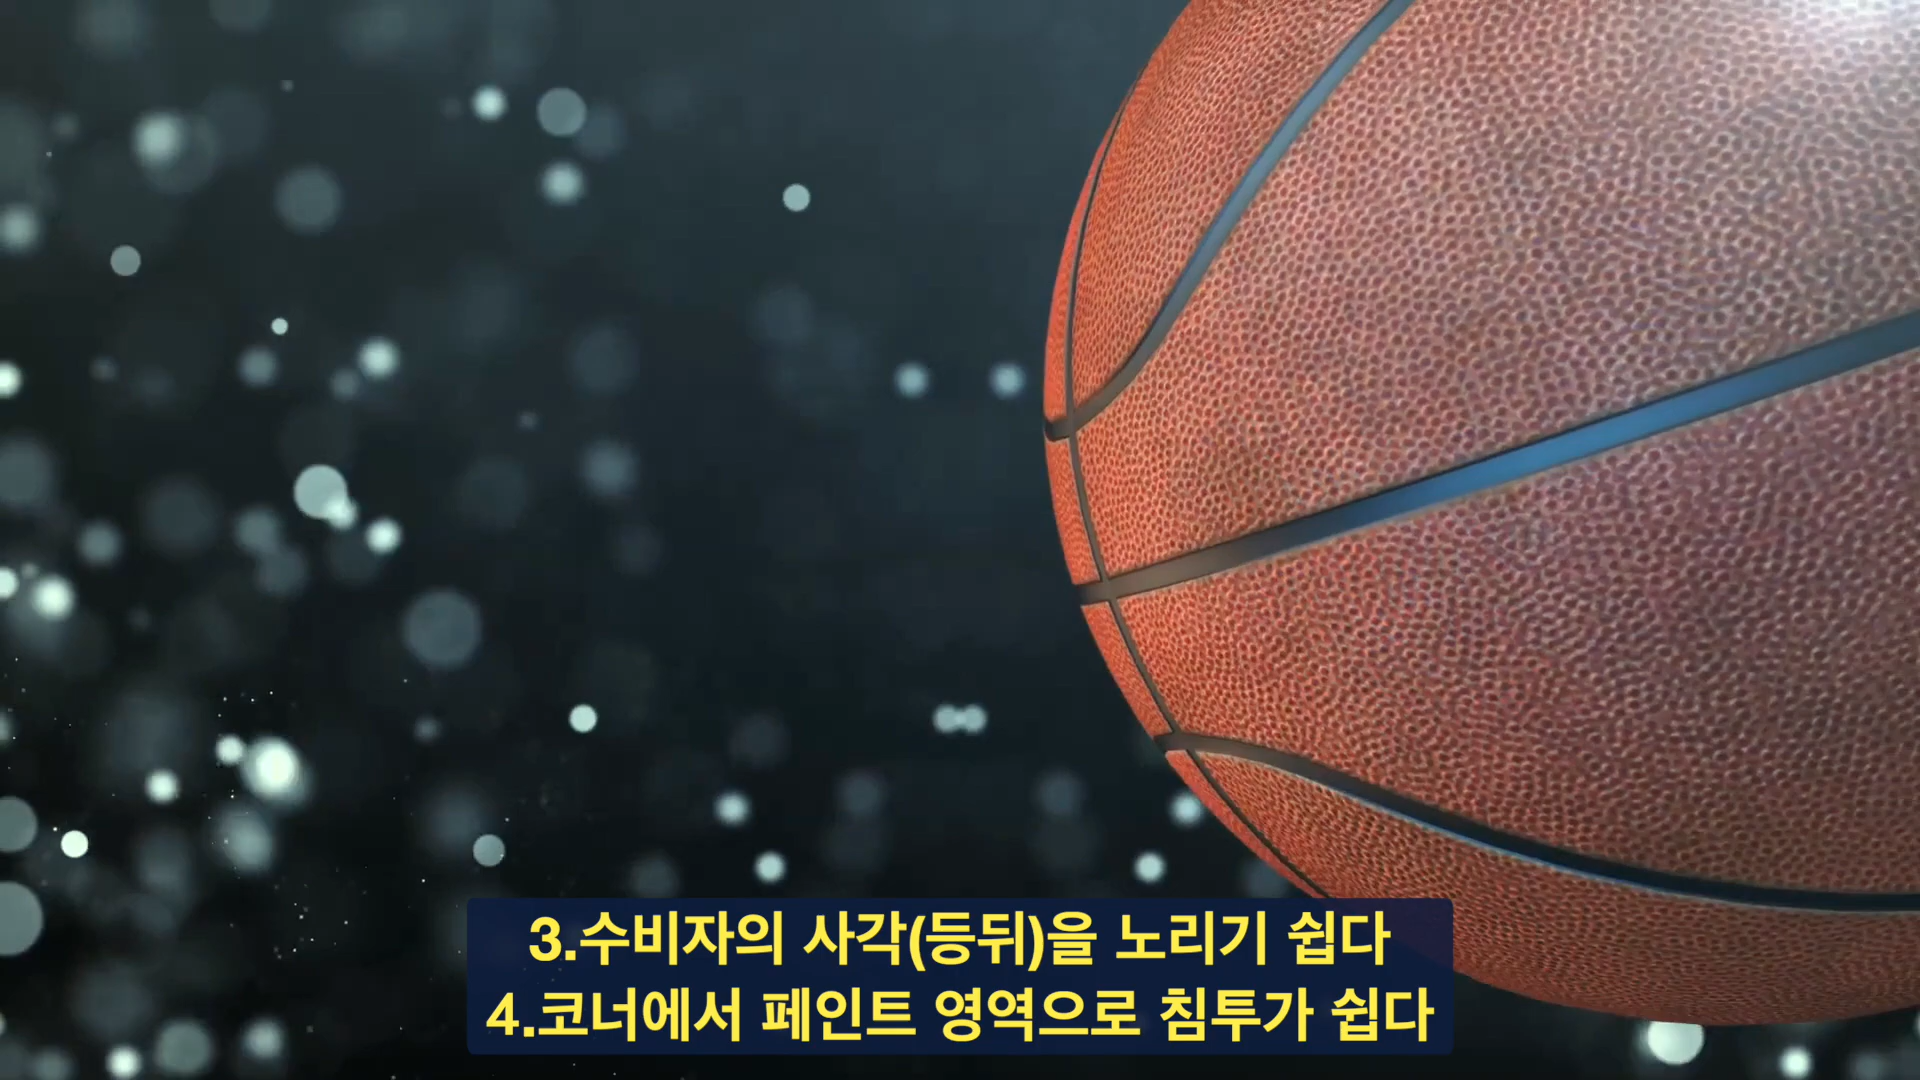 3.수비자의 사각(등뒤)을 노리기 쉽다
4.코너에서 페인트 영역으로 침투가 쉽다